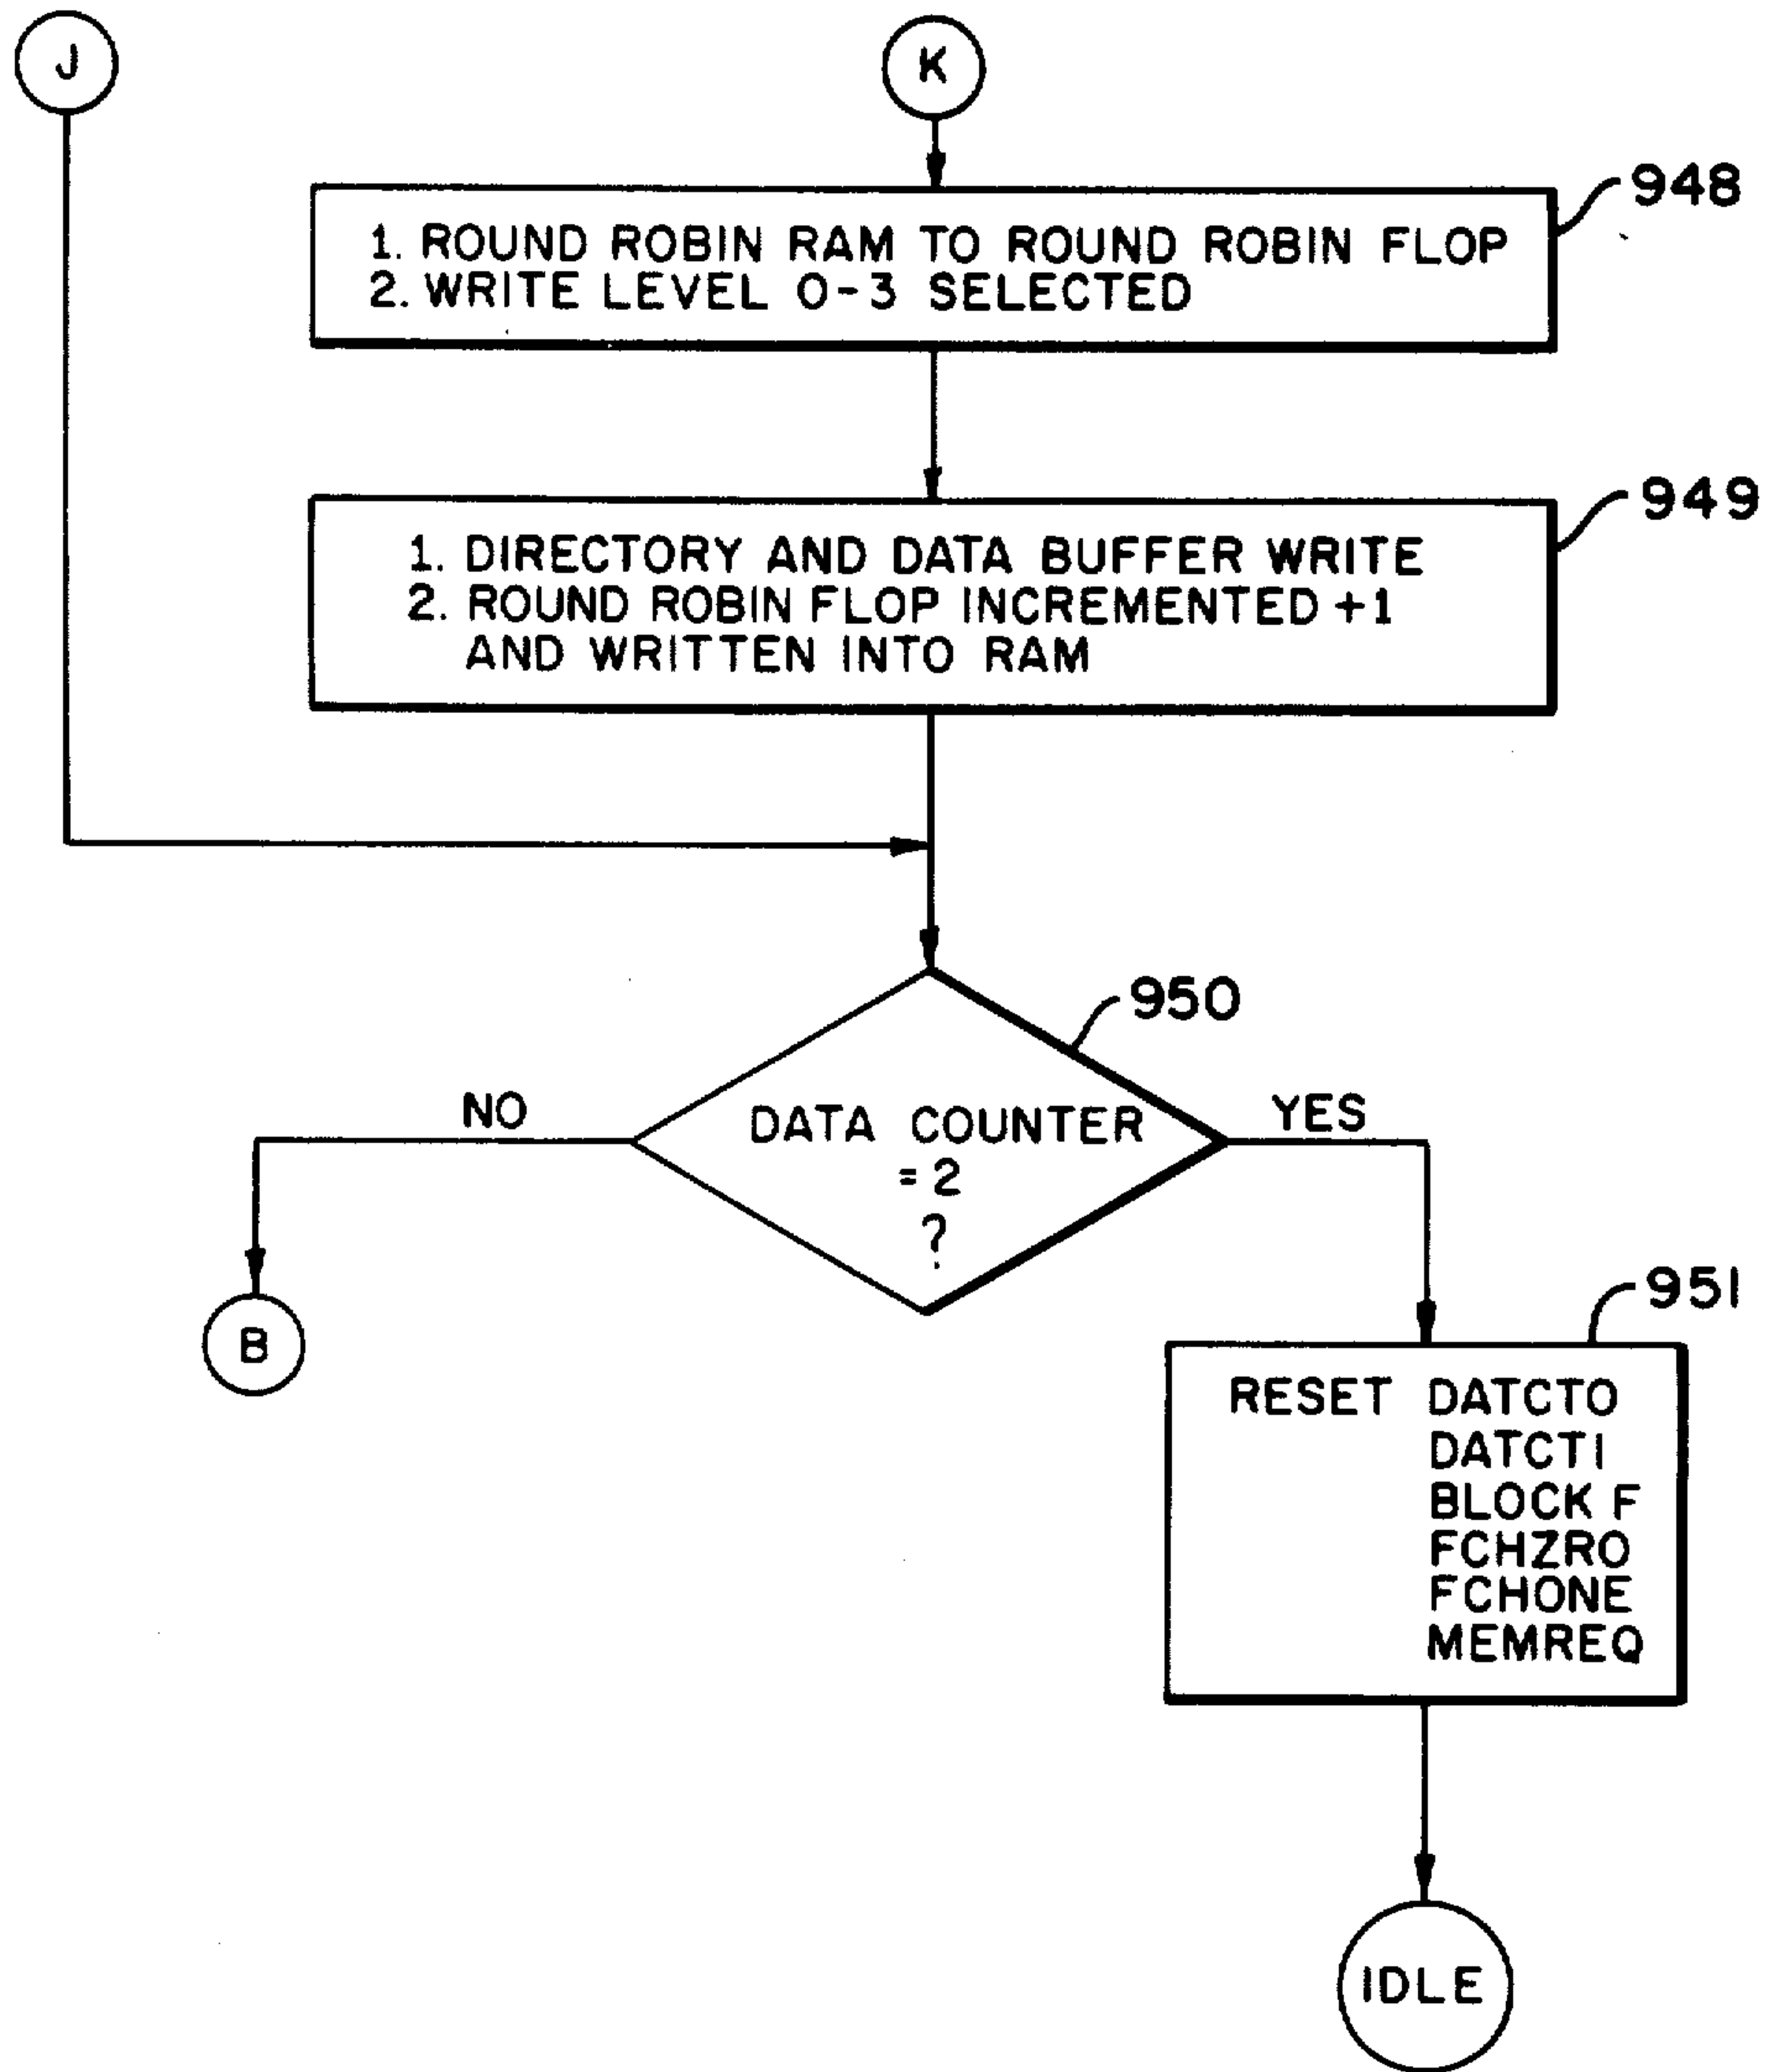 J
K
948
1. ROUND ROBIN RAM TO ROUND ROBIN FLOP
2. WRITE LEVEL 0-3 SELECTED
949
1. DIRECTORY AND DATA BUFFER WRITE
2. ROUND ROBIN FLOP INCREMENTED +1
AND WRITTEN INTO RAM
950
NO
DATA COUNTER
=2
?
YES
B
951
RESET DATCT0
DATCT1
BLOCK F
FCHZRO
FCHONE
MEMREQ
IDLE